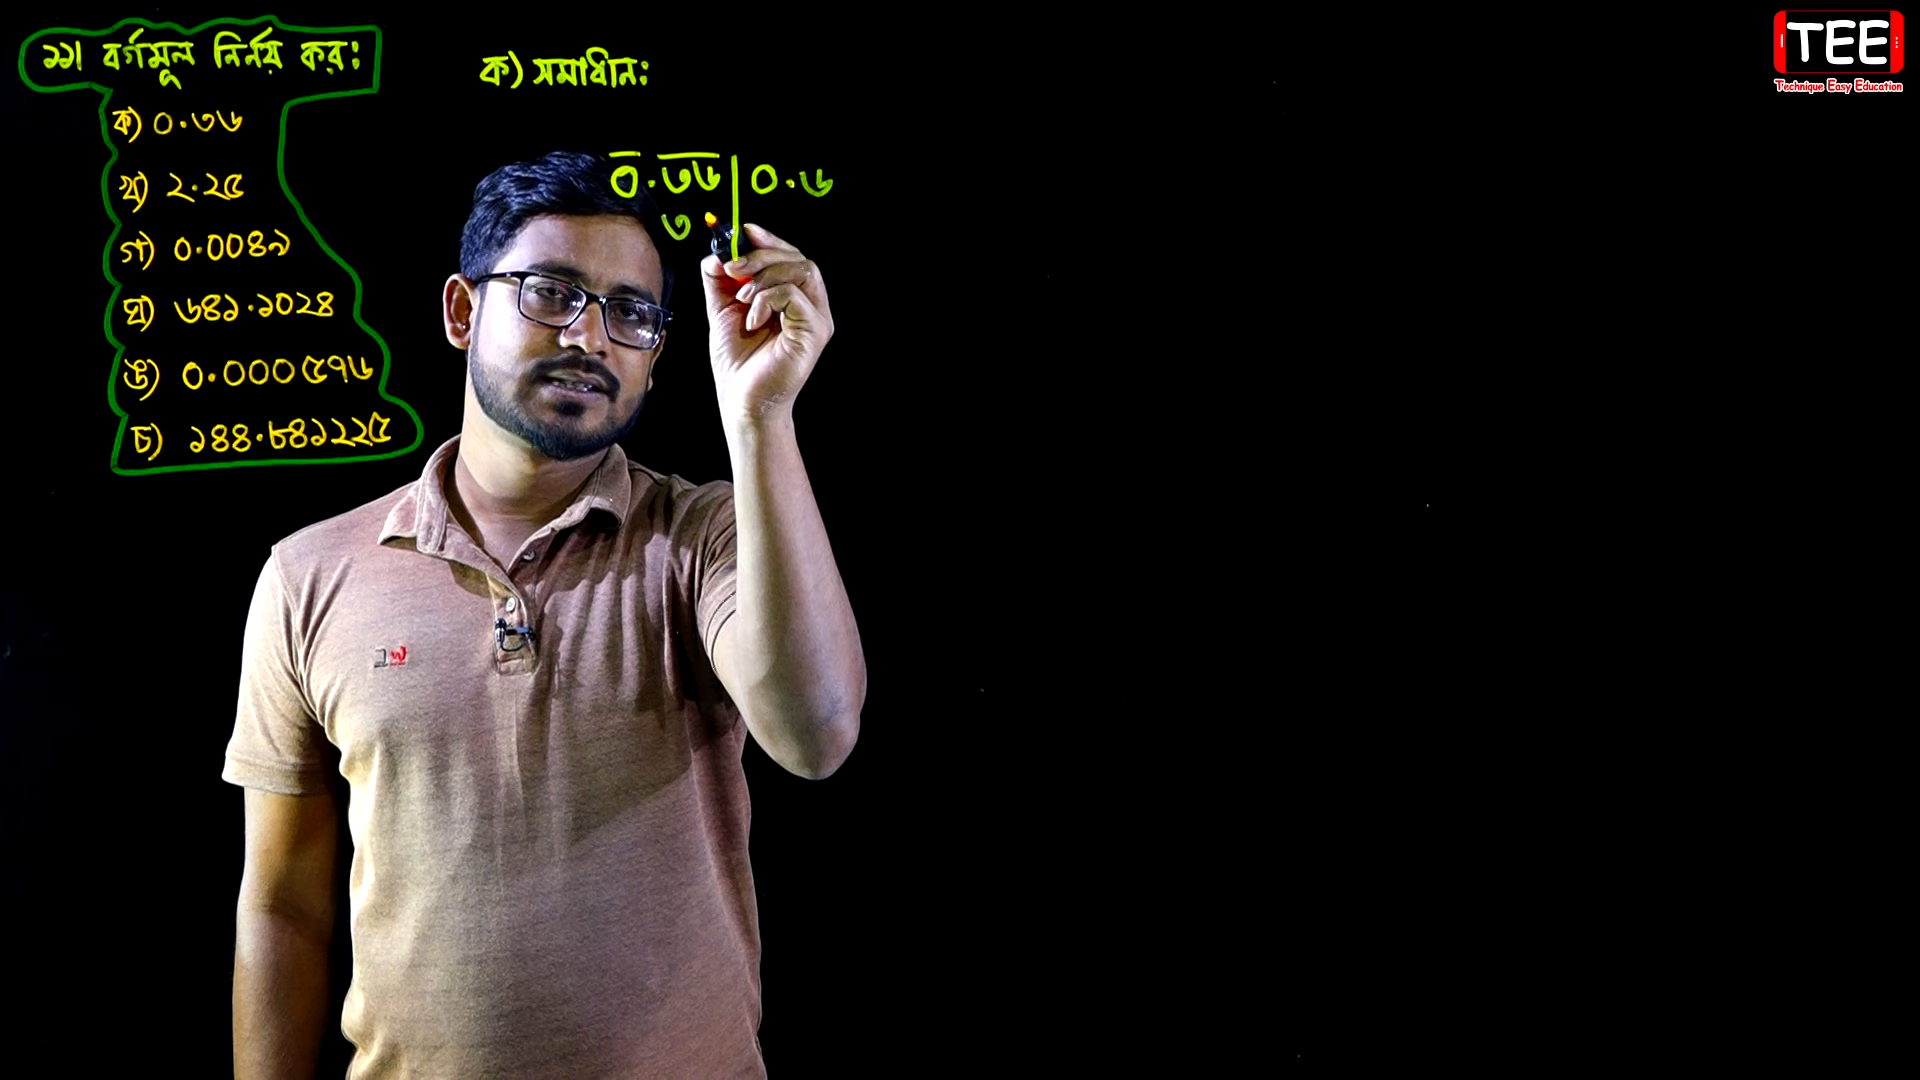 ১১। বর্গমূল নির্নয় কর:
ক) ০.৩৬
খ) ২.২৫
গ) ০.০০৪৯
ঘ) ৬৪১.১০২৪
ঙ) ০.০০০৫৭৬
চ) ১৪৪.৮৪১২২৫
ক) সমাধান:
০.৩৬ | ০.৬
৩
TEE
Technique Easy Education